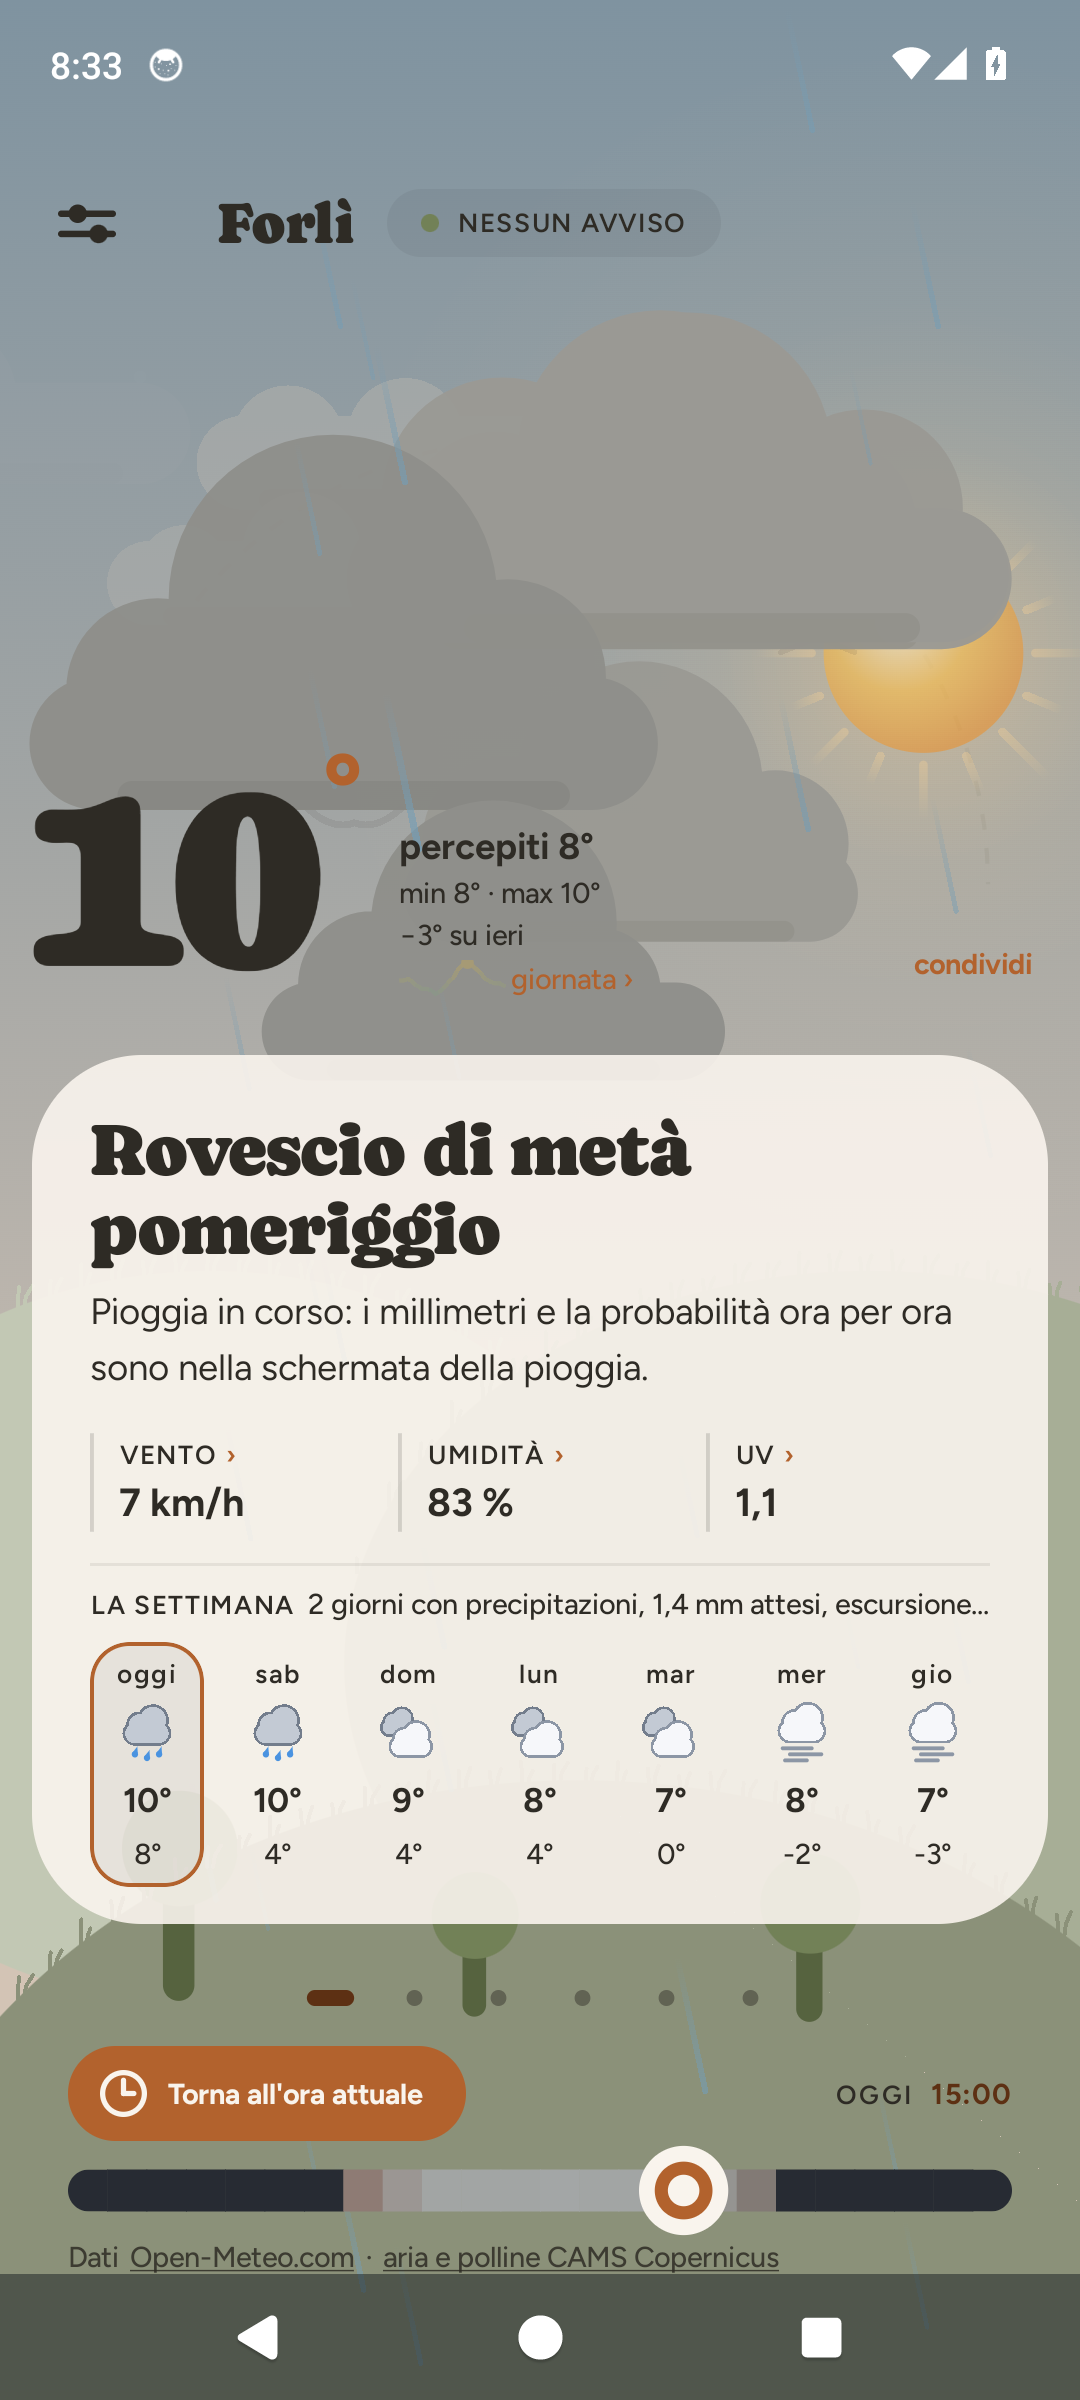 8:33
Forlì
NESSUN AVVISO
10°
percepiti 8°
min 8° · max 10°
−3° su ieri
giornata ›
condividi
Rovescio di metà
pomeriggio
Pioggia in corso: i millimetri e la probabilità ora per ora
sono nella schermata della pioggia.
VENTO › UMIDITÀ › UV ›
7 km/h 83 % 1,1
LA SETTIMANA 2 giorni con precipitazioni, 1,4 mm attesi, escursione...
oggi sab dom lun mar mer gio
10° 10° 9° 8° 7° 8° 7°
8° 4° 4° 4° 0° -2° -3°
Torna all'ora attuale
OGGI 15:00
Dati Open-Meteo.com · aria e polline CAMS Copernicus